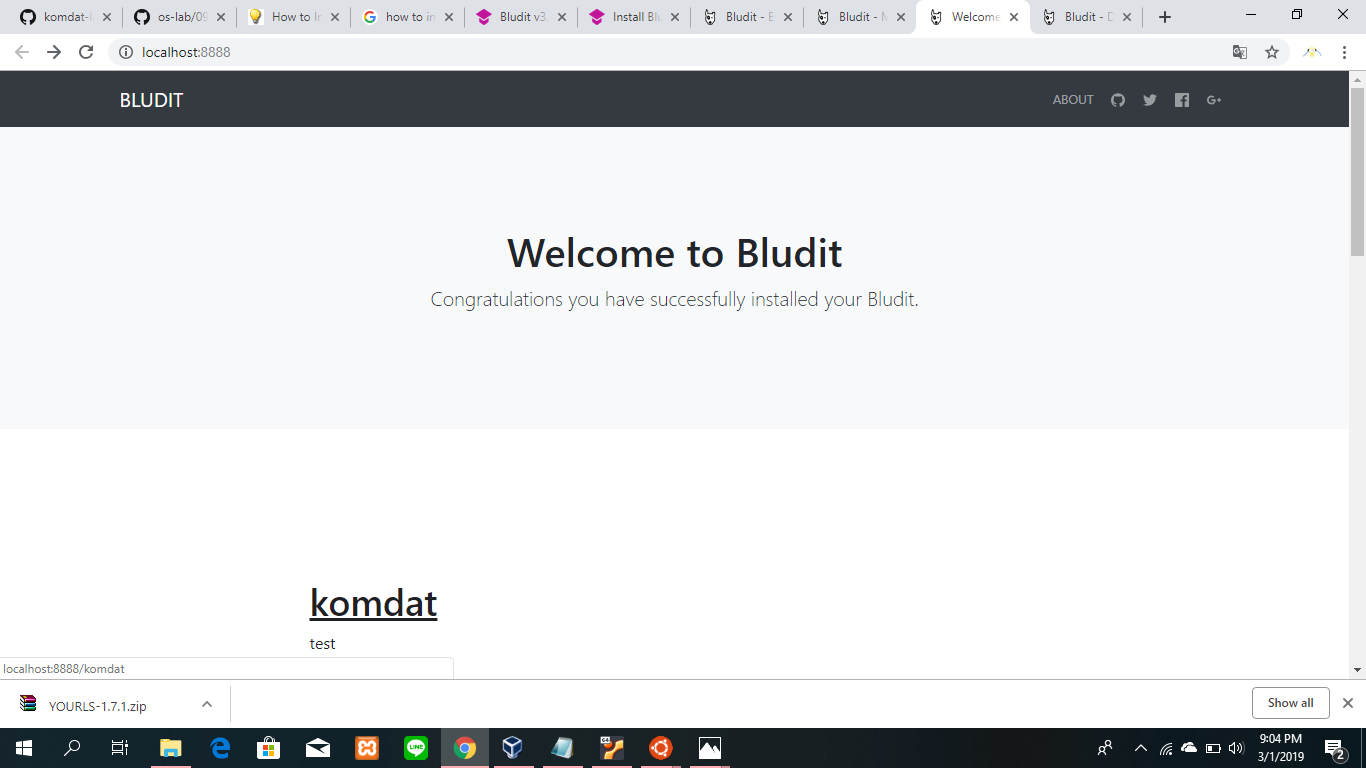 komdat-l
os-lab/09
How to In
how to in
Bludit v3.
Install Blu
Bludit - E
Bludit - M
Welcome
Bludit - D
localhost:8888
BLUDIT
ABOUT
Welcome to Bludit
Congratulations you have successfully installed your Bludit.
komdat
test
localhost:8888/komdat
YOURLS-1.7.1.zip
Show all
LINE
64
9:04 PM
3/1/2019
2